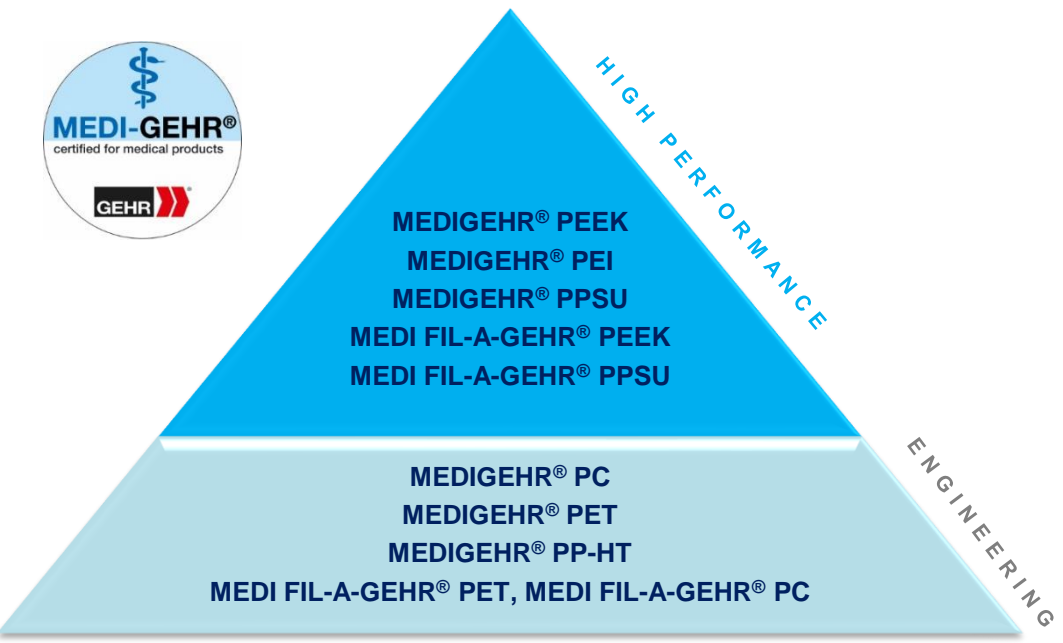 MEDI-GEHR®
certified for medical products
GEHR®
HIGH PERFORMANCE
MEDIGEHR® PEEK
MEDIGEHR® PEI
MEDIGEHR® PPSU
MEDI FIL-A-GEHR® PEEK
MEDI FIL-A-GEHR® PPSU
ENGINEERING
MEDIGEHR® PC
MEDIGEHR® PET
MEDIGEHR® PP-HT
MEDI FIL-A-GEHR® PET, MEDI FIL-A-GEHR® PC